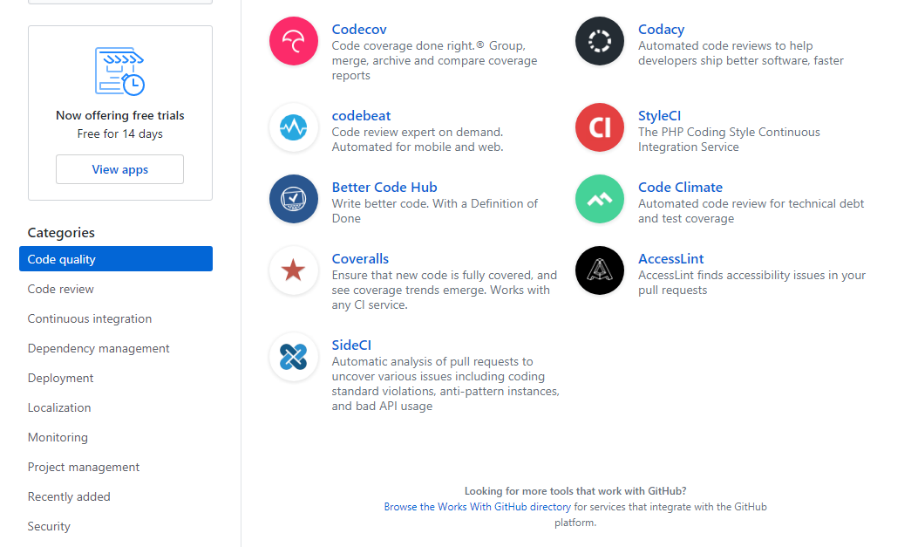 Now offering free trials
Free for 14 days
View apps
Categories
Code quality
Code review
Continuous integration
Dependency management
Deployment
Localization
Monitoring
Project management
Recently added
Security
Codecov
Code coverage done right.® Group,
merge, archive and compare coverage
reports
Codacy
Automated code reviews to help
developers ship better software, faster
codebeat
Code review expert on demand.
Automated for mobile and web.
CI
StyleCI
The PHP Coding Style Continuous
Integration Service
Better Code Hub
Write better code. With a Definition of
Done
Code Climate
Automated code review for technical debt
and test coverage
Coveralls
Ensure that new code is fully covered, and
see coverage trends emerge. Works with
any CI service.
AccessLint
AccessLint finds accessibility issues in your
pull requests
SideCI
Automatic analysis of pull requests to
uncover various issues including coding
standard violations, anti-pattern instances,
and bad API usage
Looking for more tools that work with GitHub?
Browse the Works With GitHub directory for services that integrate with the GitHub
platform.